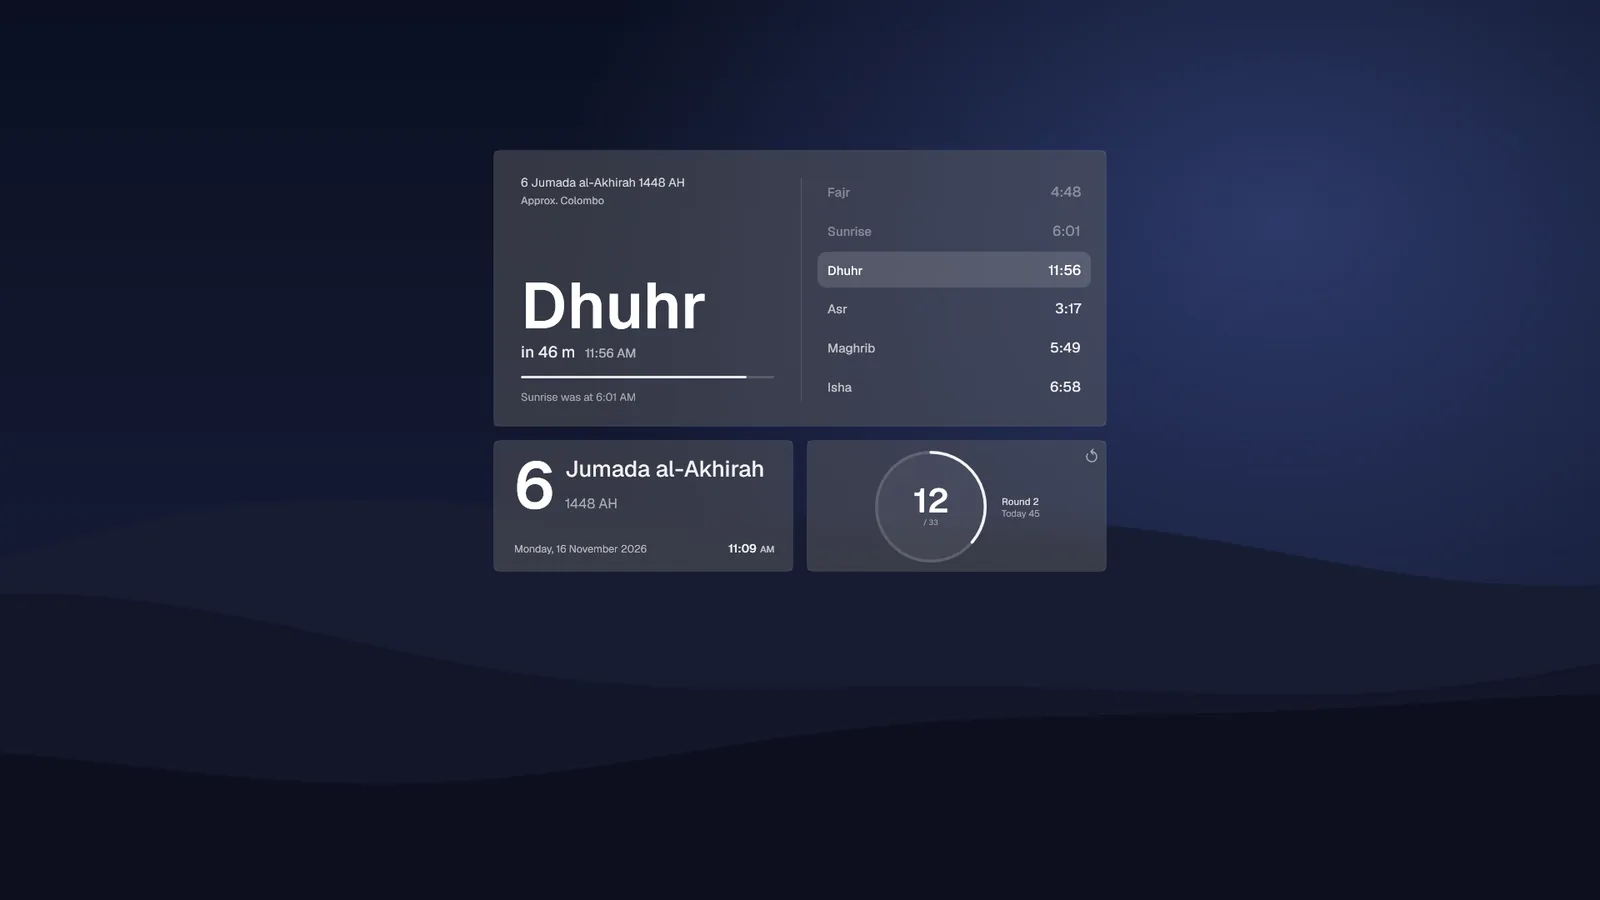 6 Jumada al-Akhirah 1448 AH
Approx. Colombo
Dhuhr
in 46 m 11:56 AM
Sunrise was at 6:01 AM
Fajr 4:48
Sunrise 6:01
Dhuhr 11:56
Asr 3:17
Maghrib 5:49
Isha 6:58
6 Jumada al-Akhirah
1448 AH
Monday, 16 November 2026 11:09 AM
12
/ 33
Round 2
Today 45